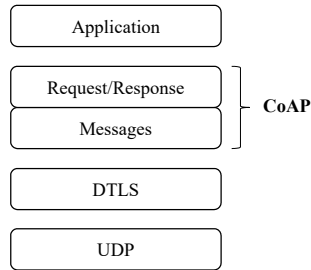 Application
Request/Response
CoAP
Messages
DTLS
UDP